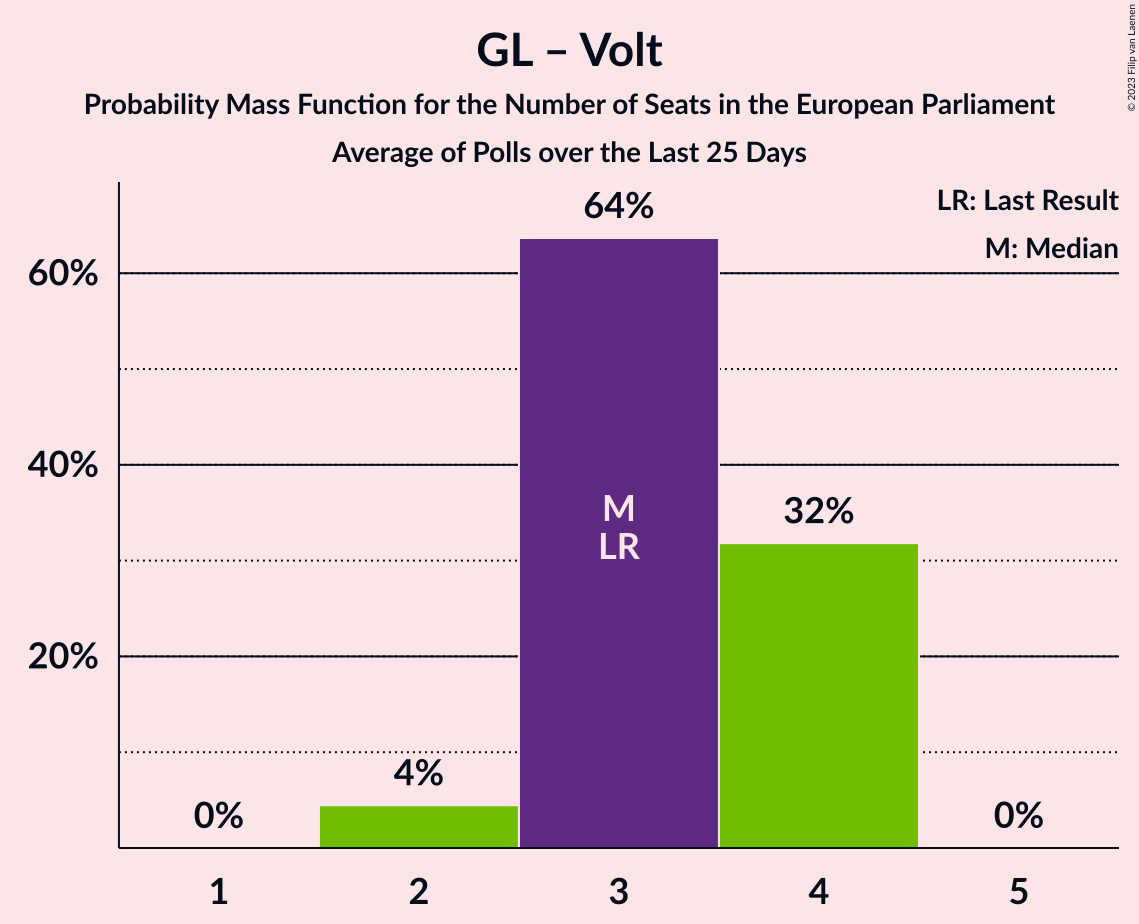 GL – Volt
Probability Mass Function for the Number of Seats in the European Parliament
Average of Polls over the Last 25 Days
© 2023 Filip van Laenen
LR: Last Result
M: Median
60%
40%
20%
0%
4%
64%
M
LR
32%
0%
1
2
3
4
5